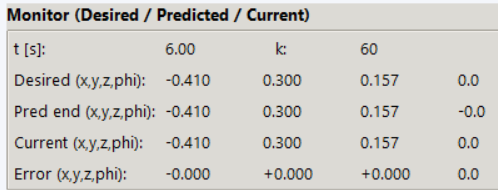 Monitor (Desired / Predicted / Current)
t [s]: 6.00 k: 60
Desired (x,y,z,phi): -0.410 0.300 0.157 0.0
Pred end (x,y,z,phi): -0.410 0.300 0.157 -0.0
Current (x,y,z,phi): -0.410 0.300 0.157 0.0
Error (x,y,z,phi): -0.000 +0.000 +0.000 0.0